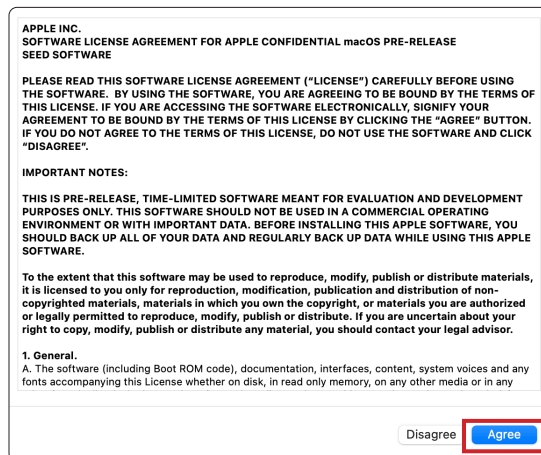 APPLE INC.
SOFTWARE LICENSE AGREEMENT FOR APPLE CONFIDENTIAL macOS PRE-RELEASE
SEED SOFTWARE
PLEASE READ THIS SOFTWARE LICENSE AGREEMENT (“LICENSE”) CAREFULLY BEFORE USING
THE SOFTWARE.  BY USING THE SOFTWARE, YOU ARE AGREEING TO BE BOUND BY THE TERMS OF
THIS LICENSE. IF YOU ARE ACCESSING THE SOFTWARE ELECTRONICALLY, SIGNIFY YOUR
AGREEMENT TO BE BOUND BY THE TERMS OF THIS LICENSE BY CLICKING THE “AGREE” BUTTON.
IF YOU DO NOT AGREE TO THE TERMS OF THIS LICENSE, DO NOT USE THE SOFTWARE AND CLICK
“DISAGREE”.
IMPORTANT NOTES:
THIS IS PRE-RELEASE, TIME-LIMITED SOFTWARE MEANT FOR EVALUATION AND DEVELOPMENT
PURPOSES ONLY. THIS SOFTWARE SHOULD NOT BE USED IN A COMMERCIAL OPERATING
ENVIRONMENT OR WITH IMPORTANT DATA. BEFORE INSTALLING THIS APPLE SOFTWARE, YOU
SHOULD BACK UP ALL OF YOUR DATA AND REGULARLY BACK UP DATA WHILE USING THIS APPLE
SOFTWARE.
To the extent that this software may be used to reproduce, modify, publish or distribute materials,
it is licensed to you only for reproduction, modification, publication and distribution of non-
copyrighted materials, materials in which you own the copyright, or materials you are authorized
or legally permitted to reproduce, modify, publish or distribute. If you are uncertain about your
right to copy, modify, publish or distribute any material, you should contact your legal advisor.
1. General.
A. The software (including Boot ROM code), documentation, interfaces, content, system voices and any
fonts accompanying this License whether on disk, in read only memory, on any other media or in any
Disagree Agree